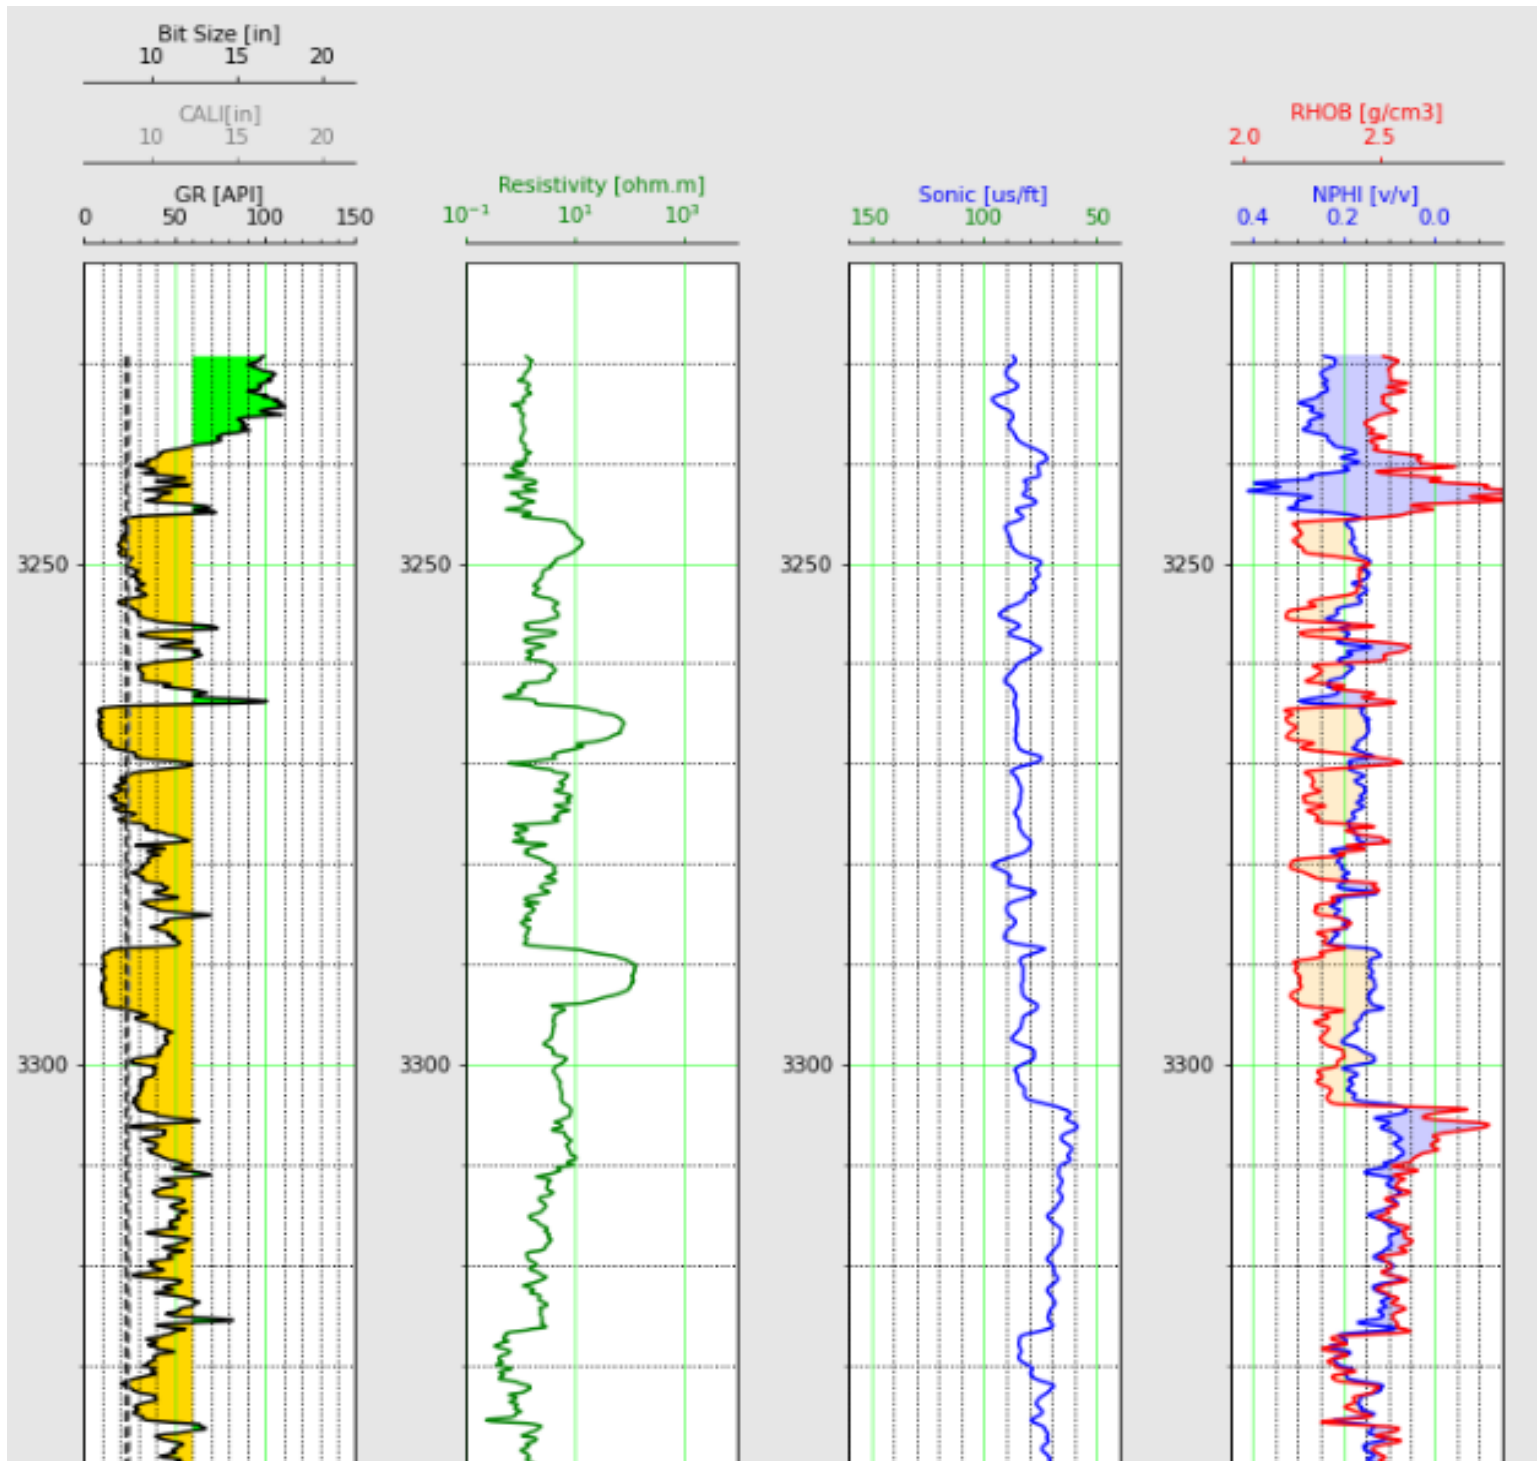 Bit Size [in]
10 15 20
CALI[in]
10 15 20
RHOB [g/cm3]
2.0 2.5
GR [API]
0 50 100 150
Resistivity [ohm.m]
10⁻¹ 10¹ 10³
Sonic [us/ft]
150 100 50
NPHI [v/v]
0.4 0.2 0.0
3250 3250 3250 3250
3300 3300 3300 3300